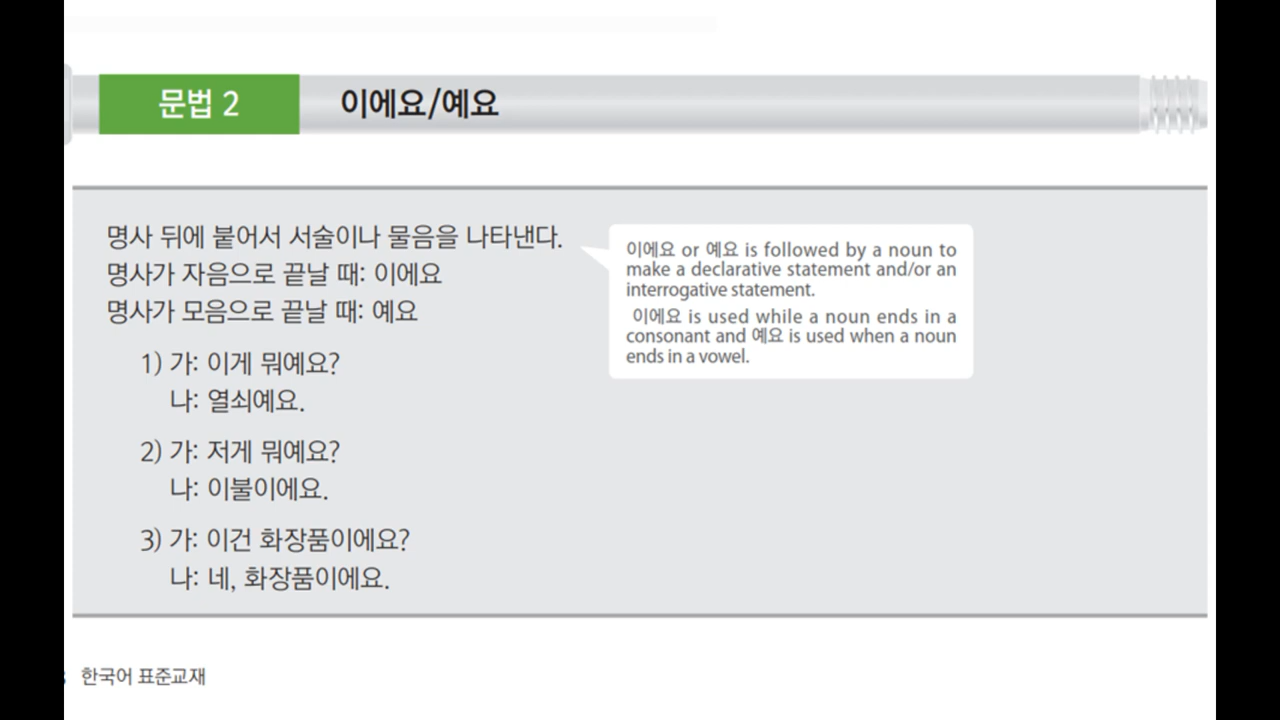 문법 2
이에요/예요
명사 뒤에 붙어서 서술이나 물음을 나타낸다.
명사가 자음으로 끝날 때: 이에요
명사가 모음으로 끝날 때: 예요
이에요 or 예요 is followed by a noun to
make a declarative statement and/or an
interrogative statement.
이에요 is used while a noun ends in a
consonant and 예요 is used when a noun
ends in a vowel.
1) 가: 이게 뭐예요?
나: 열쇠예요.
2) 가: 저게 뭐예요?
나: 이불이에요.
3) 가: 이건 화장품이에요?
나: 네, 화장품이에요.
한국어 표준교재